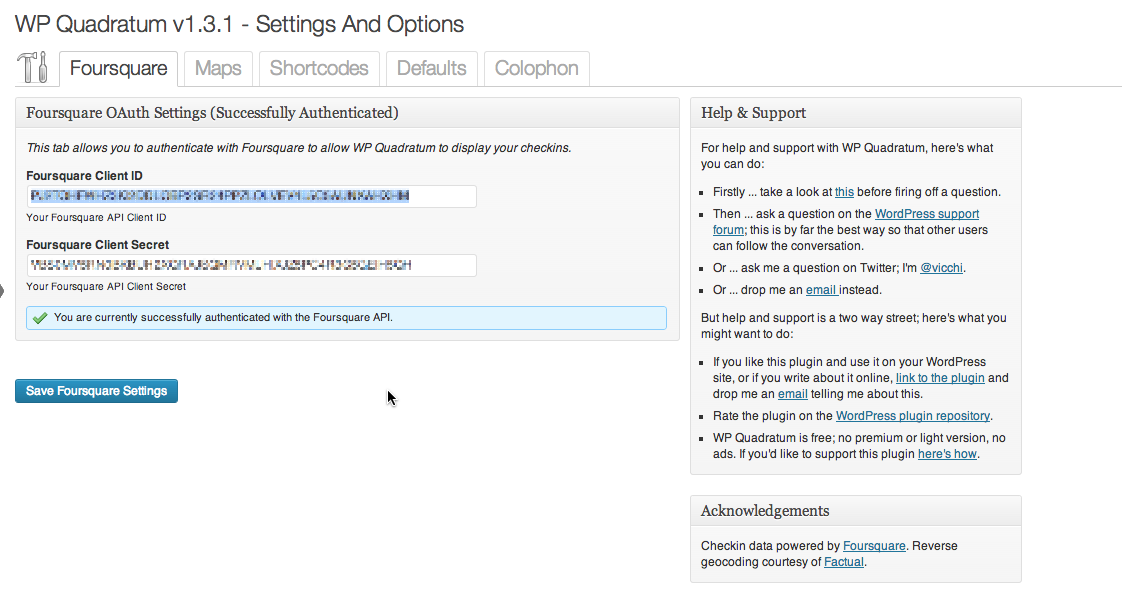 WP Quadratum v1.3.1 - Settings And Options
Foursquare
Maps
Shortcodes
Defaults
Colophon
Foursquare OAuth Settings (Successfully Authenticated)
This tab allows you to authenticate with Foursquare to allow WP Quadratum to display your checkins.
Foursquare Client ID
Your Foursquare API Client ID
Foursquare Client Secret
Your Foursquare API Client Secret
You are currently successfully authenticated with the Foursquare API.
Save Foursquare Settings
Help & Support
For help and support with WP Quadratum, here's what
you can do:
Firstly ... take a look at this before firing off a question.
Then ... ask a question on the WordPress support
forum; this is by far the best way so that other users
can follow the conversation.
Or ... ask me a question on Twitter; I'm @vicchi.
Or ... drop me an email instead.
But help and support is a two way street; here's what you
might want to do:
If you like this plugin and use it on your WordPress
site, or if you write about it online, link to the plugin and
drop me an email telling me about this.
Rate the plugin on the WordPress plugin repository.
WP Quadratum is free; no premium or light version, no
ads. If you'd like to support this plugin here's how.
Acknowledgements
Checkin data powered by Foursquare. Reverse
geocoding courtesy of Factual.